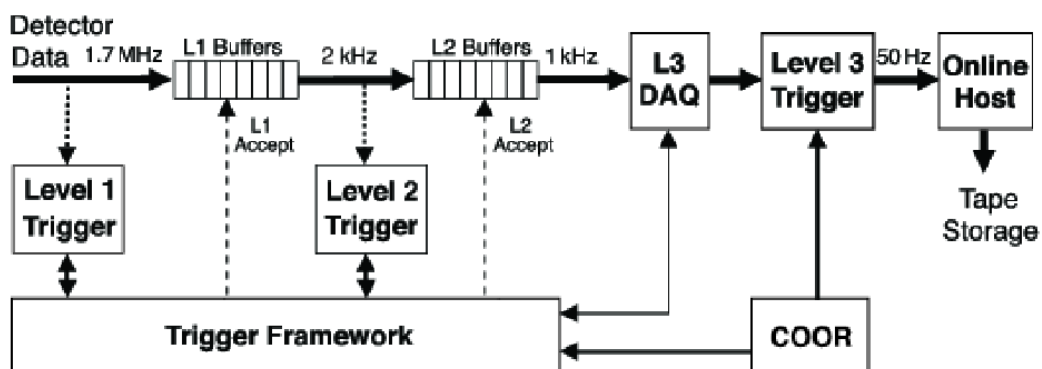 Detector
Data
1.7 MHz
L1 Buffers
2 kHz
L2 Buffers
1 kHz
L3
DAQ
Level 3
Trigger
50 Hz
Online
Host
L1
Accept
L2
Accept
Level 1
Trigger
Level 2
Trigger
Tape
Storage
Trigger Framework
COOR